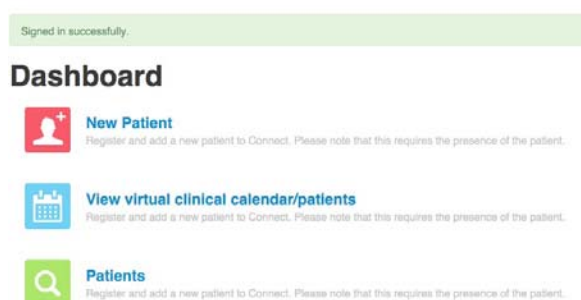 Signed in successfully.
Dashboard
New Patient
Register and add a new patient to Connect. Please note that this requires the presence of the patient.
View virtual clinical calendar/patients
Register and add a new patient to Connect. Please note that this requires the presence of the patient.
Patients
Register and add a new patient to Connect. Please note that this requires the presence of the patient.